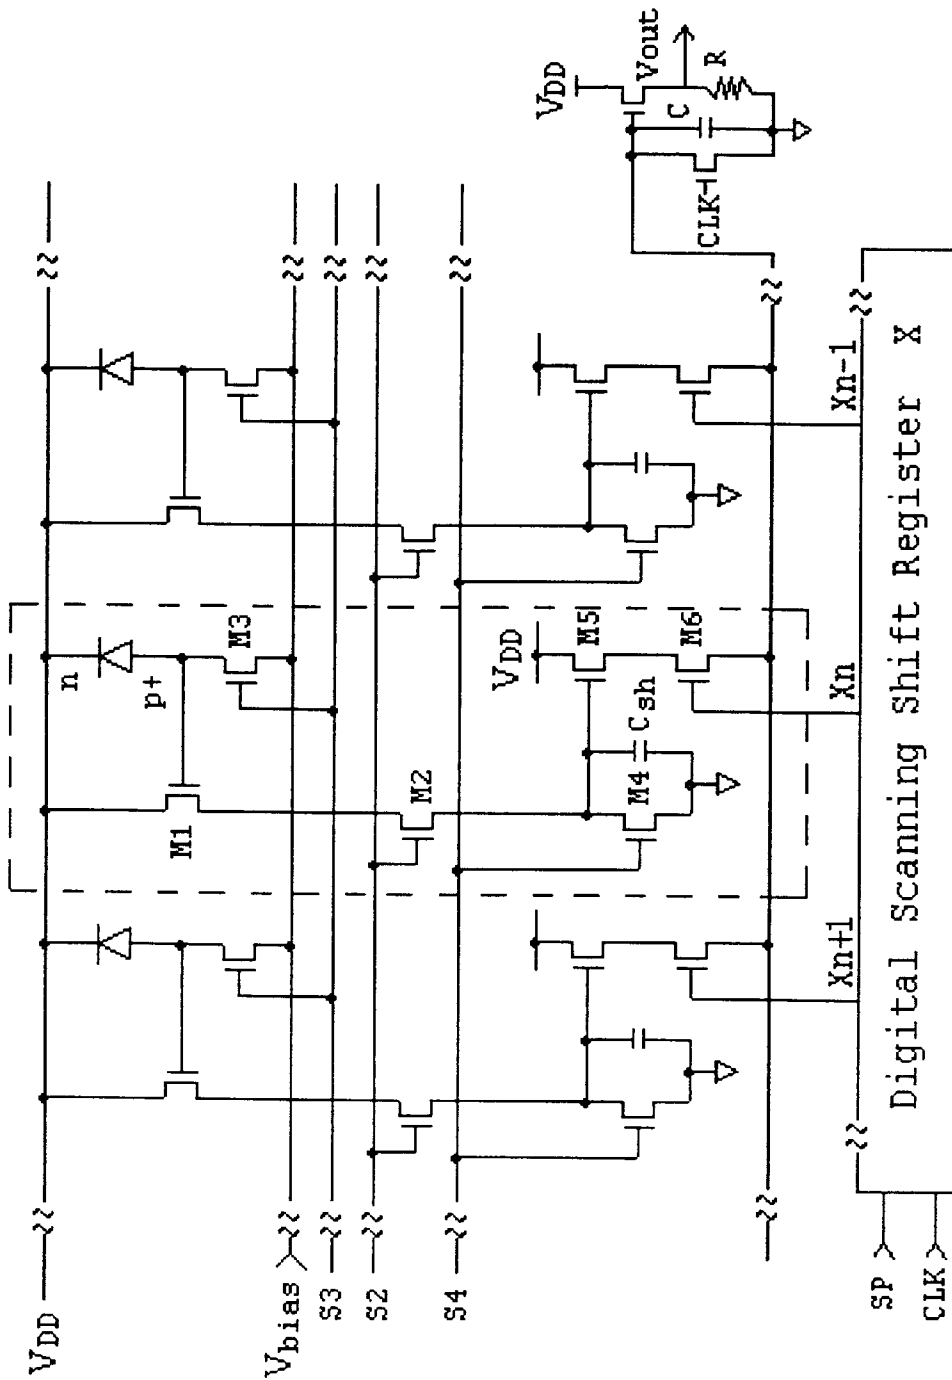 VDD
Vbias
S3
S2
S4
SP
CLK
n
p+
M1
M3
M2
VDD
M5
Csh
M4
M6
VDD
Vout
C
R
CLK
Xn+1
Xn
Xn-1
Digital Scanning Shift Register X